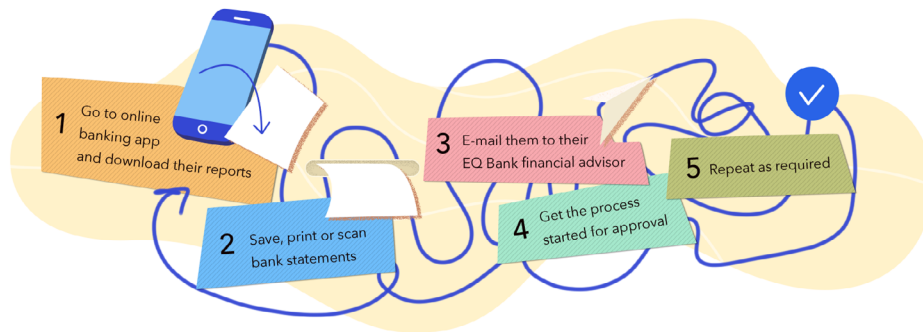 1
Go to online
banking app
and download their reports
2
Save, print or scan
bank statements
3
E-mail them to their
EQ Bank financial advisor
4
Get the process
started for approval
5
Repeat as required